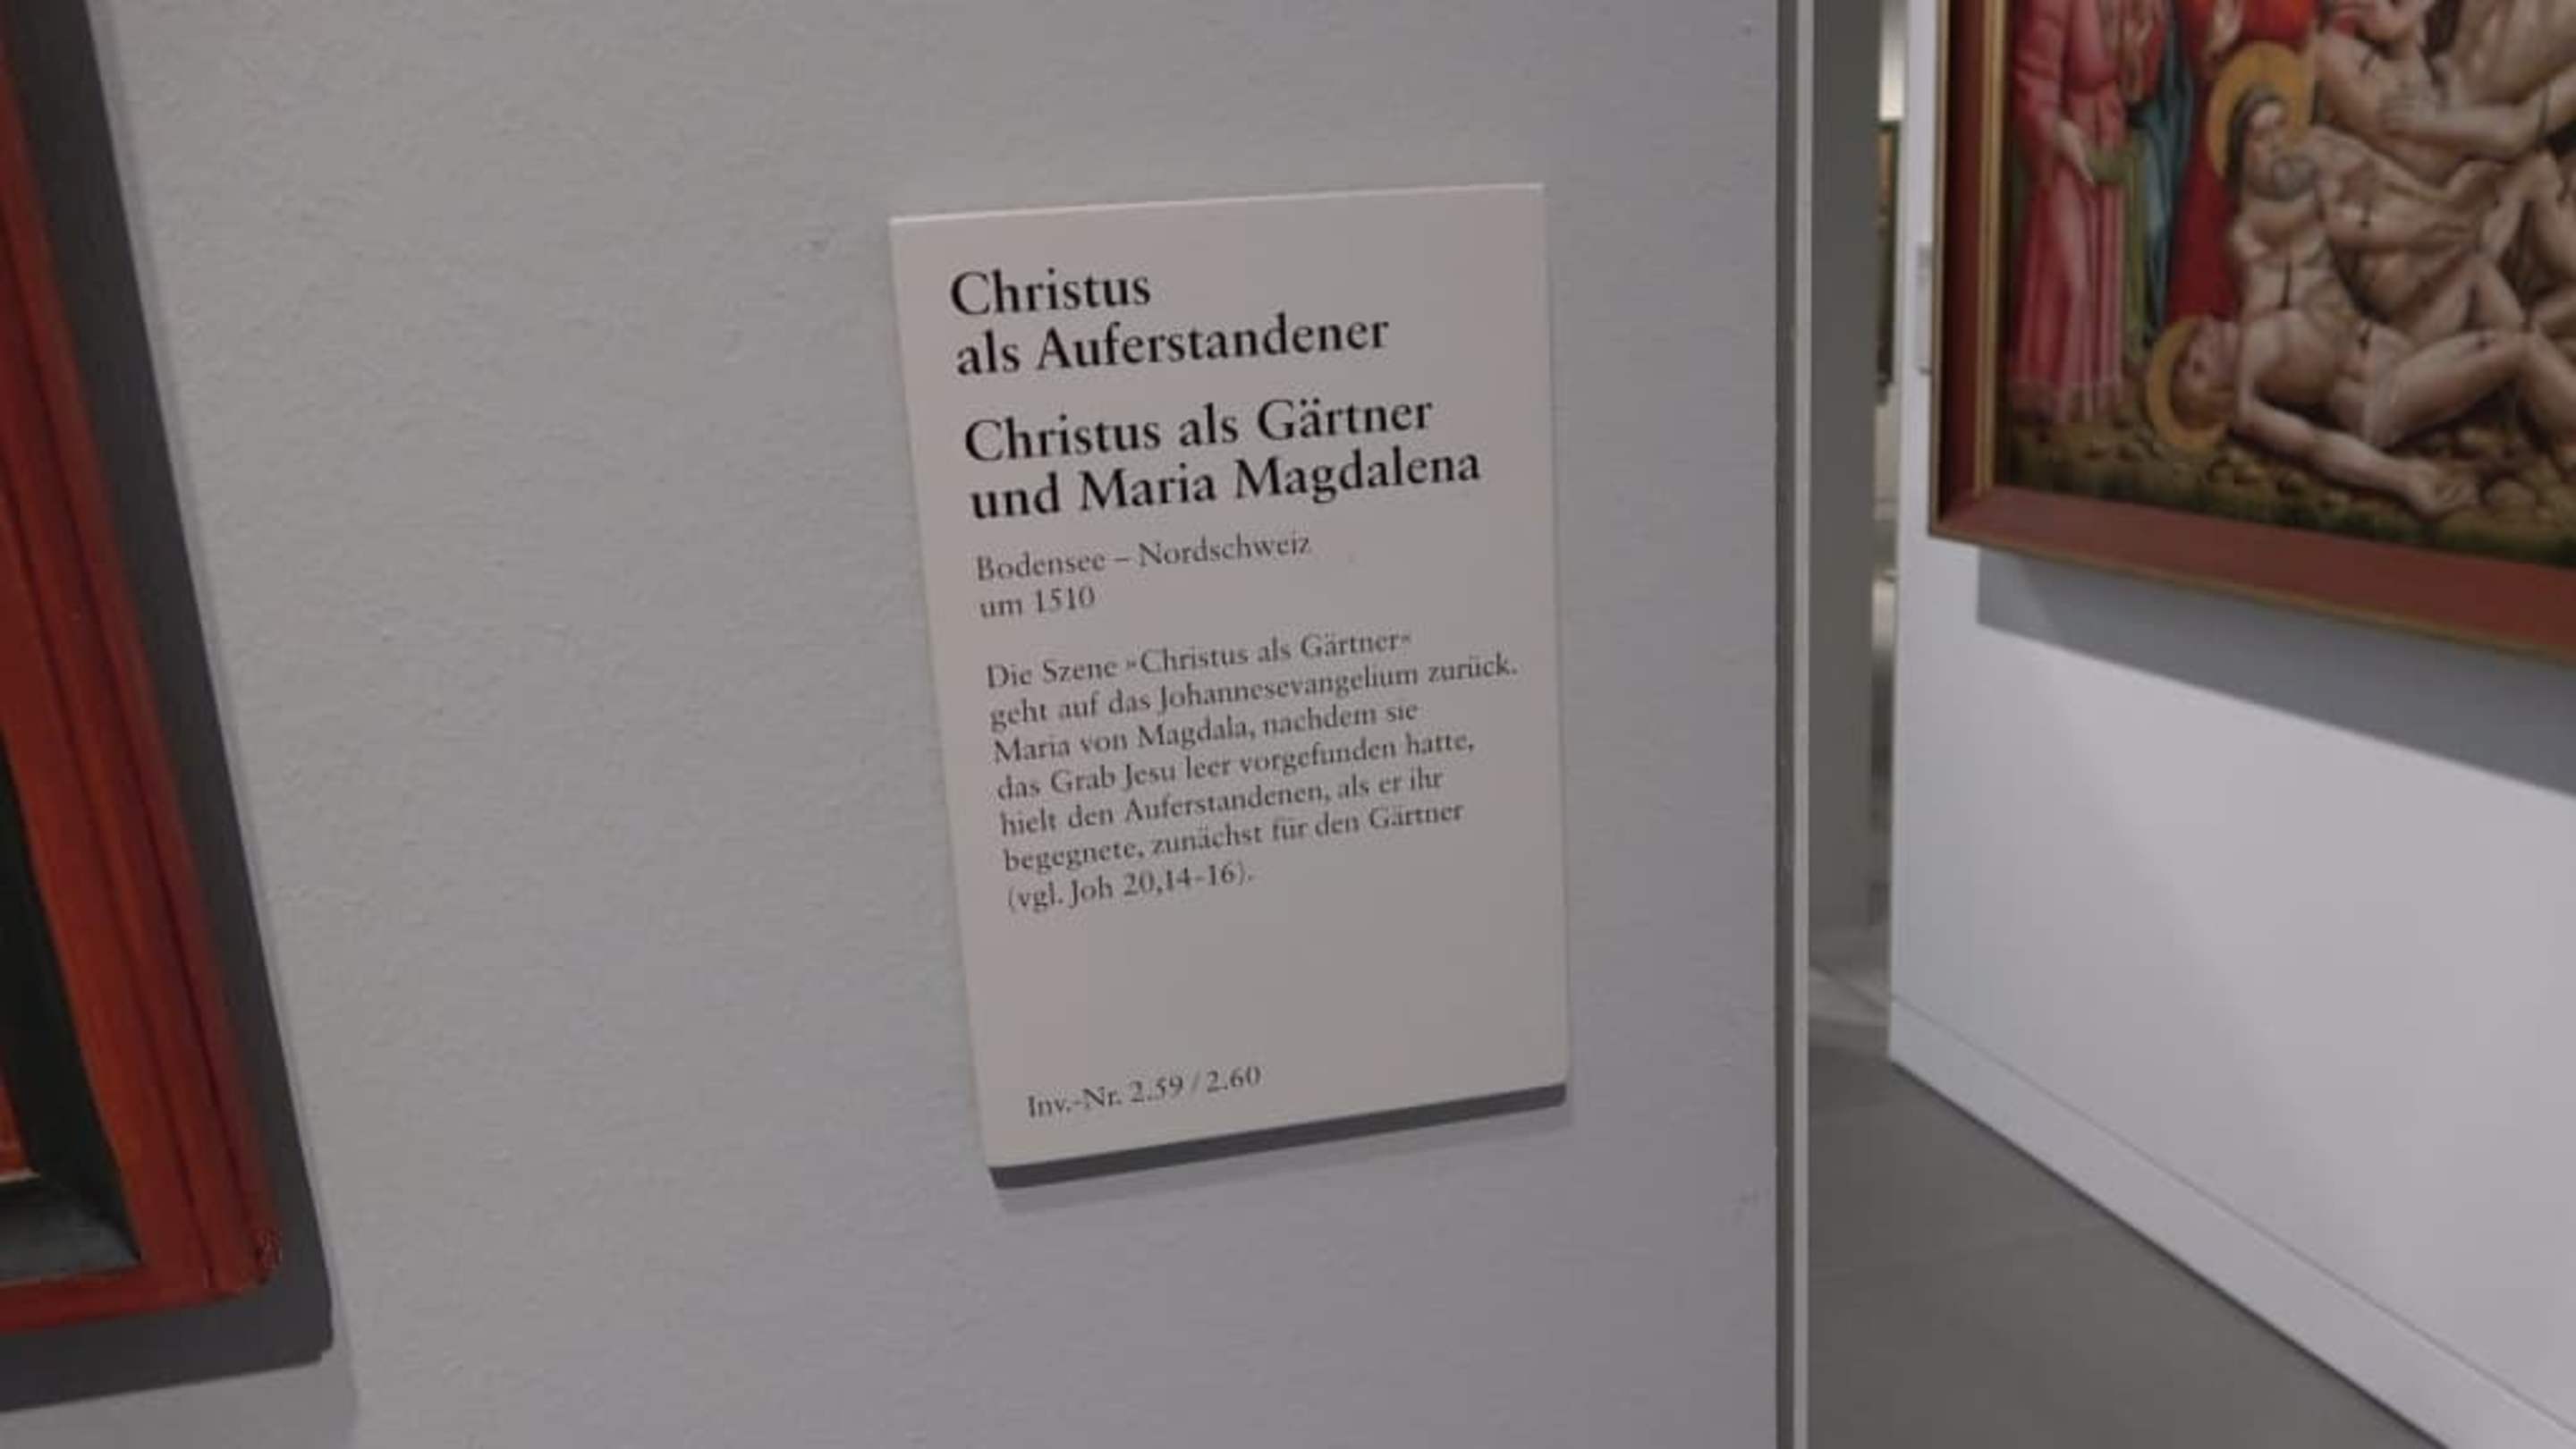 Christus
als Auferstandener
Christus als Gärtner
und Maria Magdalena
Bodensee – Nordschweiz
um 1510
Die Szene »Christus als Gärtner«
geht auf das Johannesevangelium zurück.
Maria von Magdala, nachdem sie
das Grab Jesu leer vorgefunden hatte,
hielt den Auferstandenen, als er ihr
begegnete, zunächst für den Gärtner
(vgl. Joh 20,14-16).
Inv.-Nr. 2.59 / 2.60